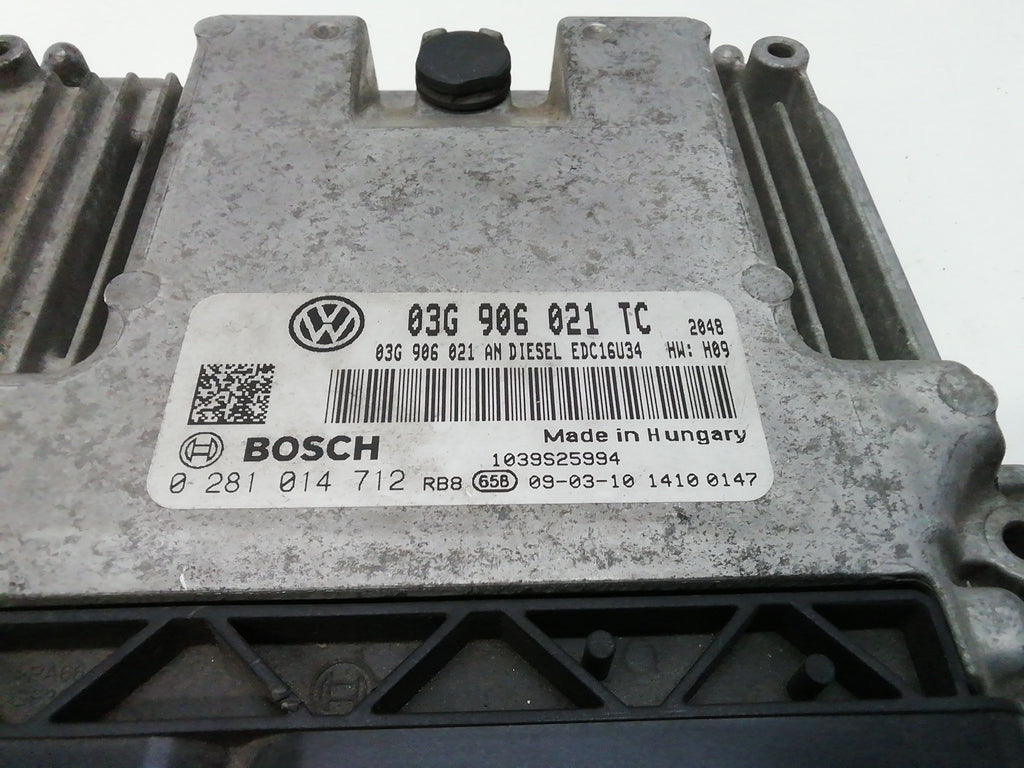 03G 906 021 TC 2048
03G 906 021 AN DIESEL EDC16U34 HW: H09
BOSCH
Made in Hungary
1039S25994
0 281 014 712 RB8 65B 09-03-10 1410 0147